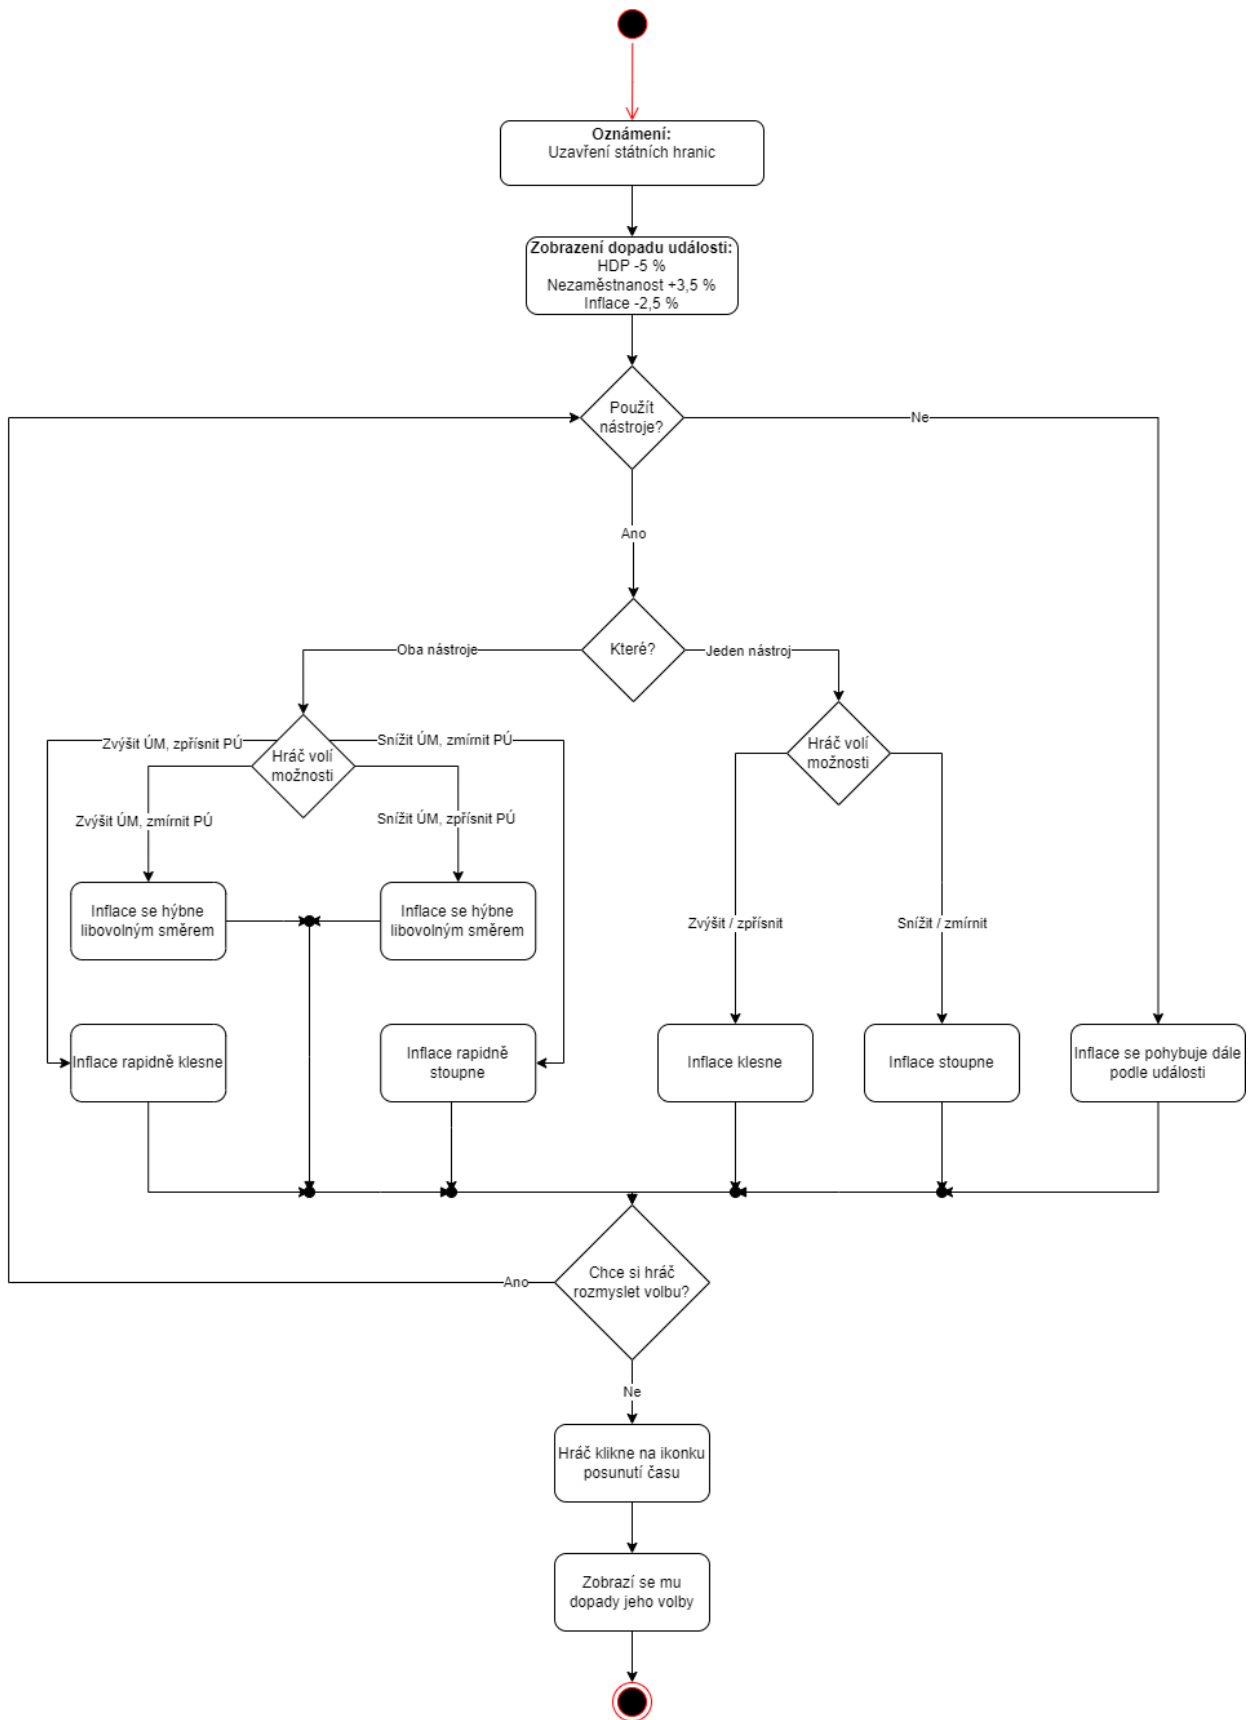 Oznámení:
Uzavření státních hranic
Zobrazení dopadu události:
HDP -5 %
Nezaměstnanost +3,5 %
Inflace -2,5 %
Použít
nástroje?
Ne
Ano
Které?
Oba nástroje
Jeden nástroj
Hráč volí
možnosti
Zvýšit ÚM, zpřísnit PÚ
Snížit ÚM, zmírnit PÚ
Zvýšit ÚM, zmírnit PÚ
Snížit ÚM, zpřísnit PÚ
Hráč volí
možnosti
Inflace se hýbne
libovolným směrem
Inflace se hýbne
libovolným směrem
Zvýšit / zpřísnit
Snížit / zmírnit
Inflace rapidně klesne
Inflace rapidně
stoupne
Inflace klesne
Inflace stoupne
Inflace se pohybuje dále
podle události
Chce si hráč
rozmyslet volbu?
Ano
Ne
Hráč klikne na ikonku
posunutí času
Zobrazí se mu
dopady jeho volby